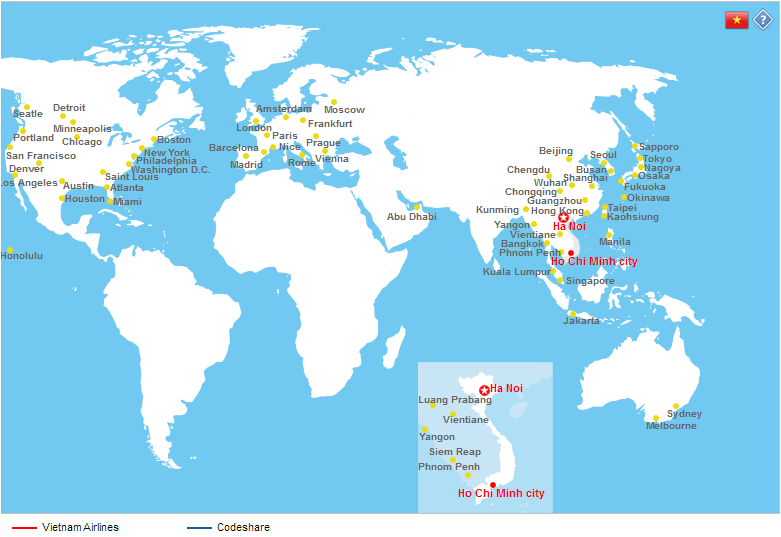 ?
Moscow
Amsterdam
Detroit
Seatle
Frankfurt
London
Minneapolis
Paris
Portland
Boston
Chicago
Prague
Sapporo
Nice
Barcelona
New York
Beijing
San Francisco
Seoul
Tokyo
Vienna
Philadelphia
Rome
Madrid
Denver
Washington D.C.
Chengdu
Busan
Nagoya
Saint Louis
Osaka
Shanghai
Wuhan
Los Angeles
Austin
Atlanta
Fukuoka
Chongqing
Houston
Miami
Okinawa
Guangzhou
Taipei
Kunming
Hong Kong
Abu Dhabi
Kaohsiung
Yangon
Ha Noi
Vientiane
Manila
Bangkok
Phnom Penh
Honolulu
Ho Chi Minh city
Kuala Lumpur
Singapore
Jakarta
Ha Noi
Luang Prabang
Sydney
Vientiane
Melbourne
Yangon
Siem Reap
Phnom Penh
Ho Chi Minh city
Vietnam Airlines
Codeshare